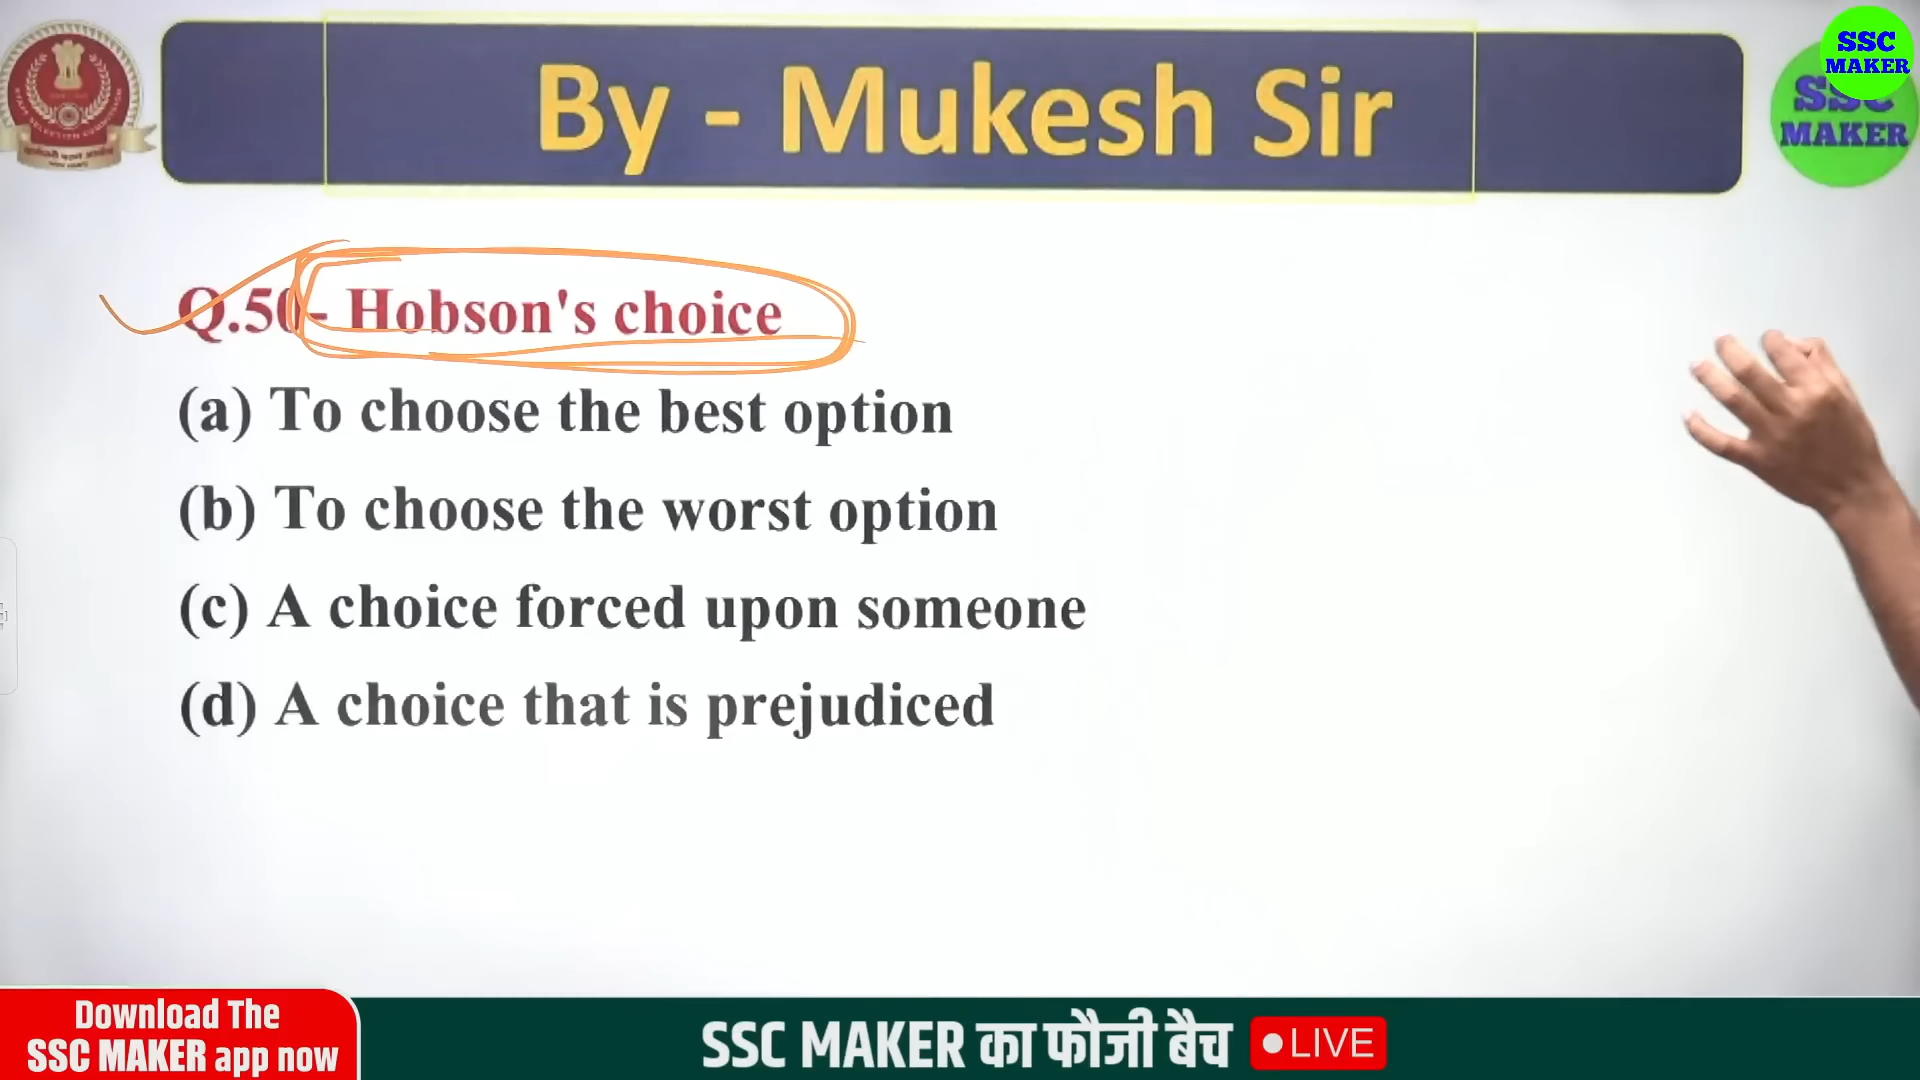 By - Mukesh Sir
SSC
MAKER
SSC
MAKER
Q.50- Hobson's choice
(a) To choose the best option
(b) To choose the worst option
(c) A choice forced upon someone
(d) A choice that is prejudiced
Download The
SSC MAKER app now
SSC MAKER का फौजी बैच
LIVE